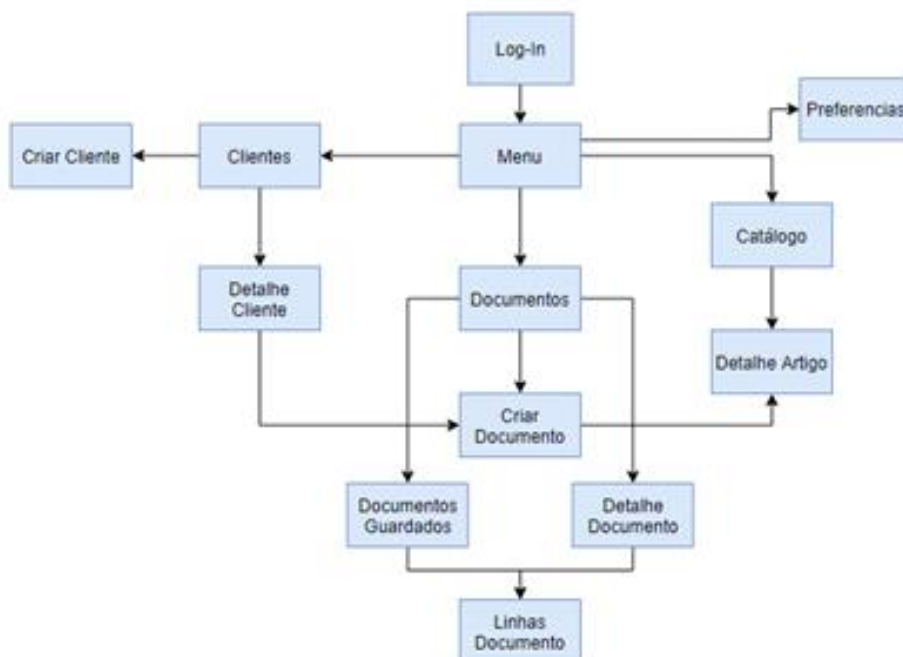 Log-In
Preferencias
Criar Cliente
Clientes
Menu
Catálogo
Detalhe
Cliente
Documentos
Detalhe Artigo
Criar
Documento
Documentos
Guardados
Detalhe
Documento
Linhas
Documento